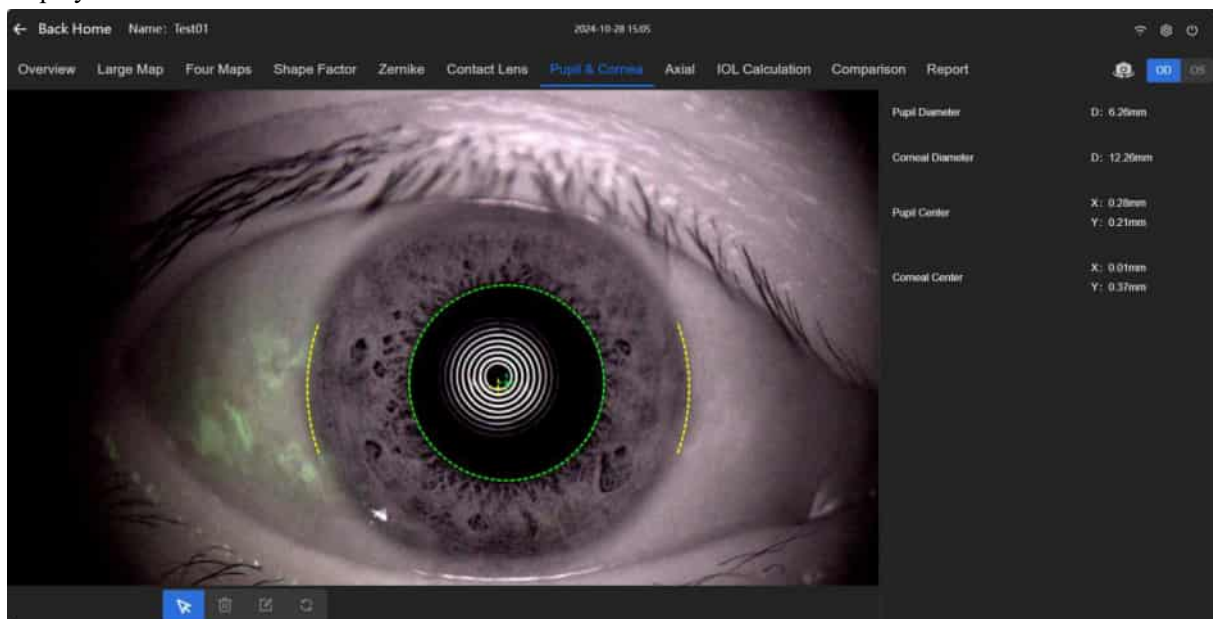 ← Back Home Name: Test01 2024-10-28 15:05
Overview Large Map Four Maps Shape Factor Zernike Contact Lens Pupil & Cornea Axial IOL Calculation Comparison Report OD OS
Pupil Diameter D: 6.26mm
Corneal Diameter D: 12.26mm
Pupil Center X: 0.28mm
Y: 0.21mm
Corneal Center X: 0.01mm
Y: 0.37mm